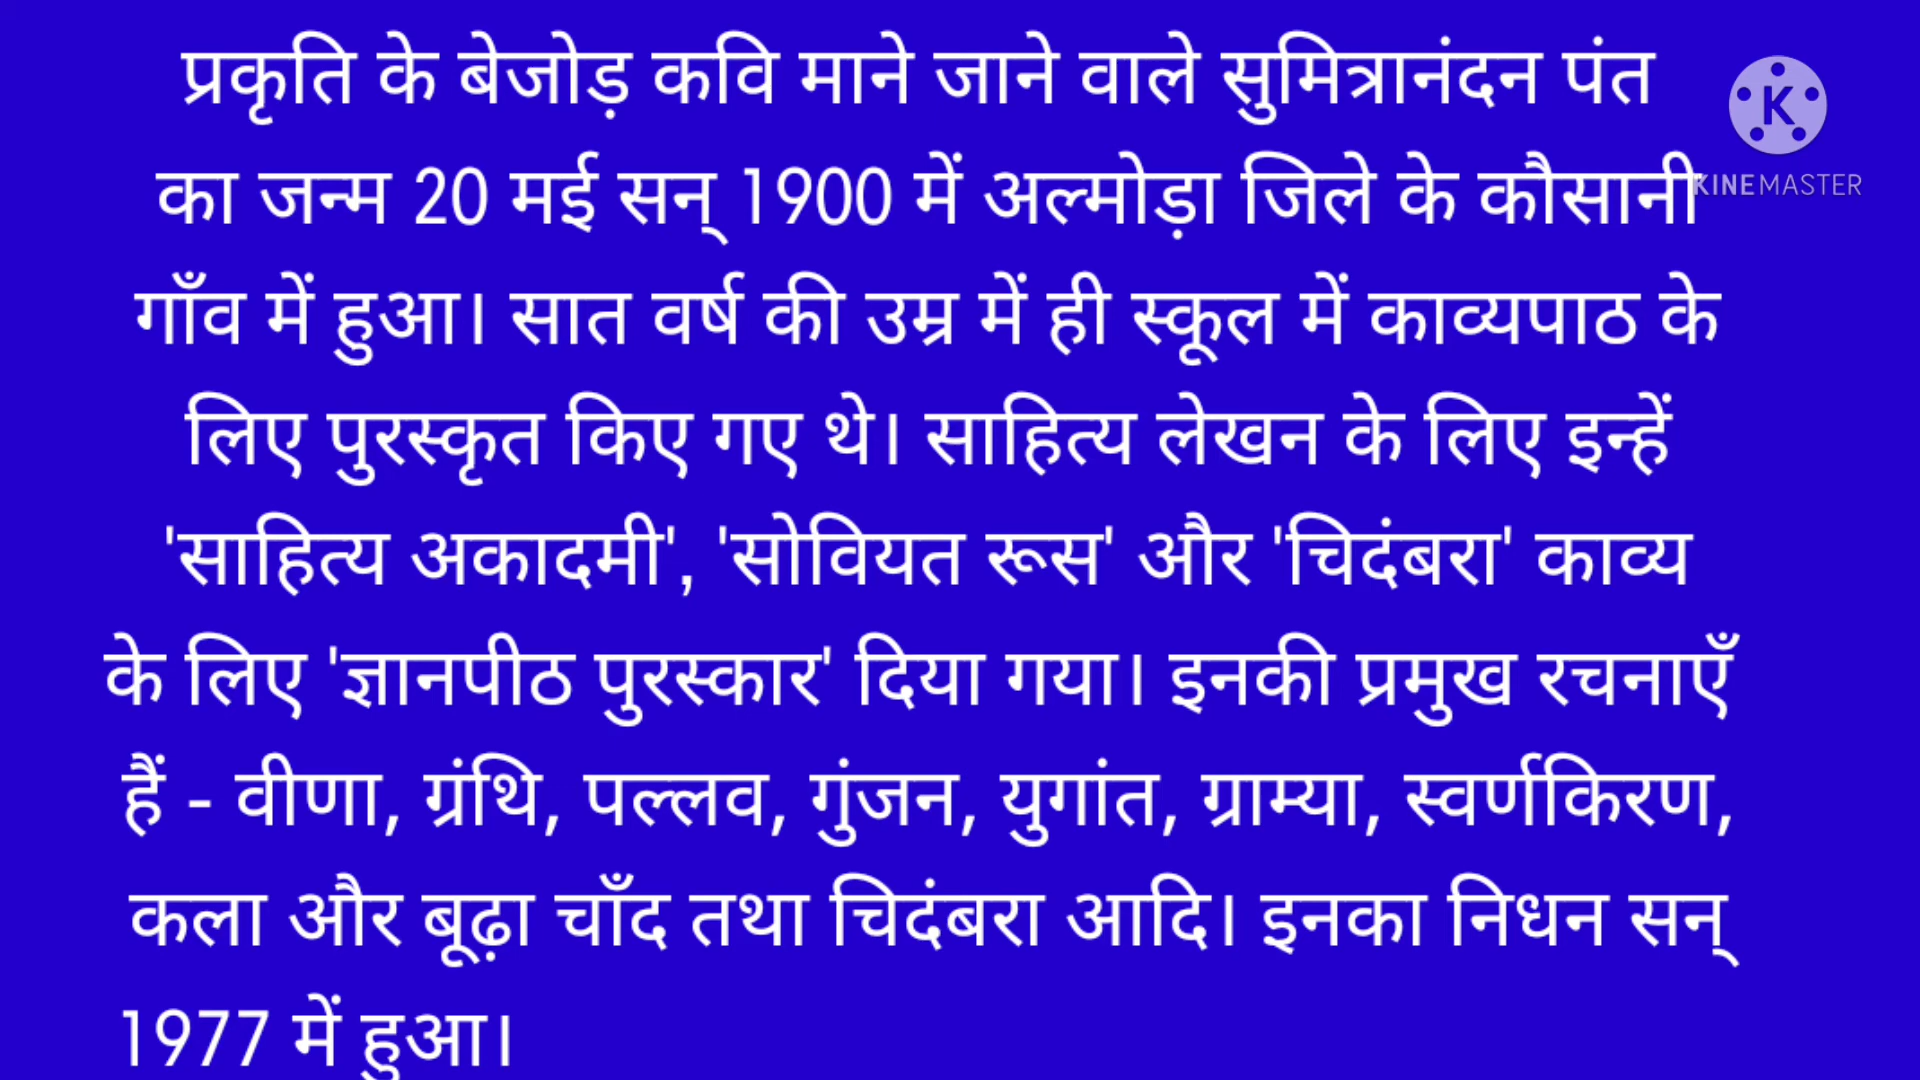 प्रकृति के बेजोड़ कवि माने जाने वाले सुमित्रानंदन पंत
का जन्म 20 मई सन् 1900 में अल्मोड़ा जिले के कौसानी
गाँव में हुआ। सात वर्ष की उम्र में ही स्कूल में काव्यपाठ के
लिए पुरस्कृत किए गए थे। साहित्य लेखन के लिए इन्हें
'साहित्य अकादमी', 'सोवियत रूस' और 'चिदंबरा' काव्य
के लिए 'ज्ञानपीठ पुरस्कार' दिया गया। इनकी प्रमुख रचनाएँ
हैं - वीणा, ग्रंथि, पल्लव, गुंजन, युगांत, ग्राम्या, स्वर्णकिरण,
कला और बूढ़ा चाँद तथा चिदंबरा आदि। इनका निधन सन्
1977 में हुआ।
K
KINEMASTER